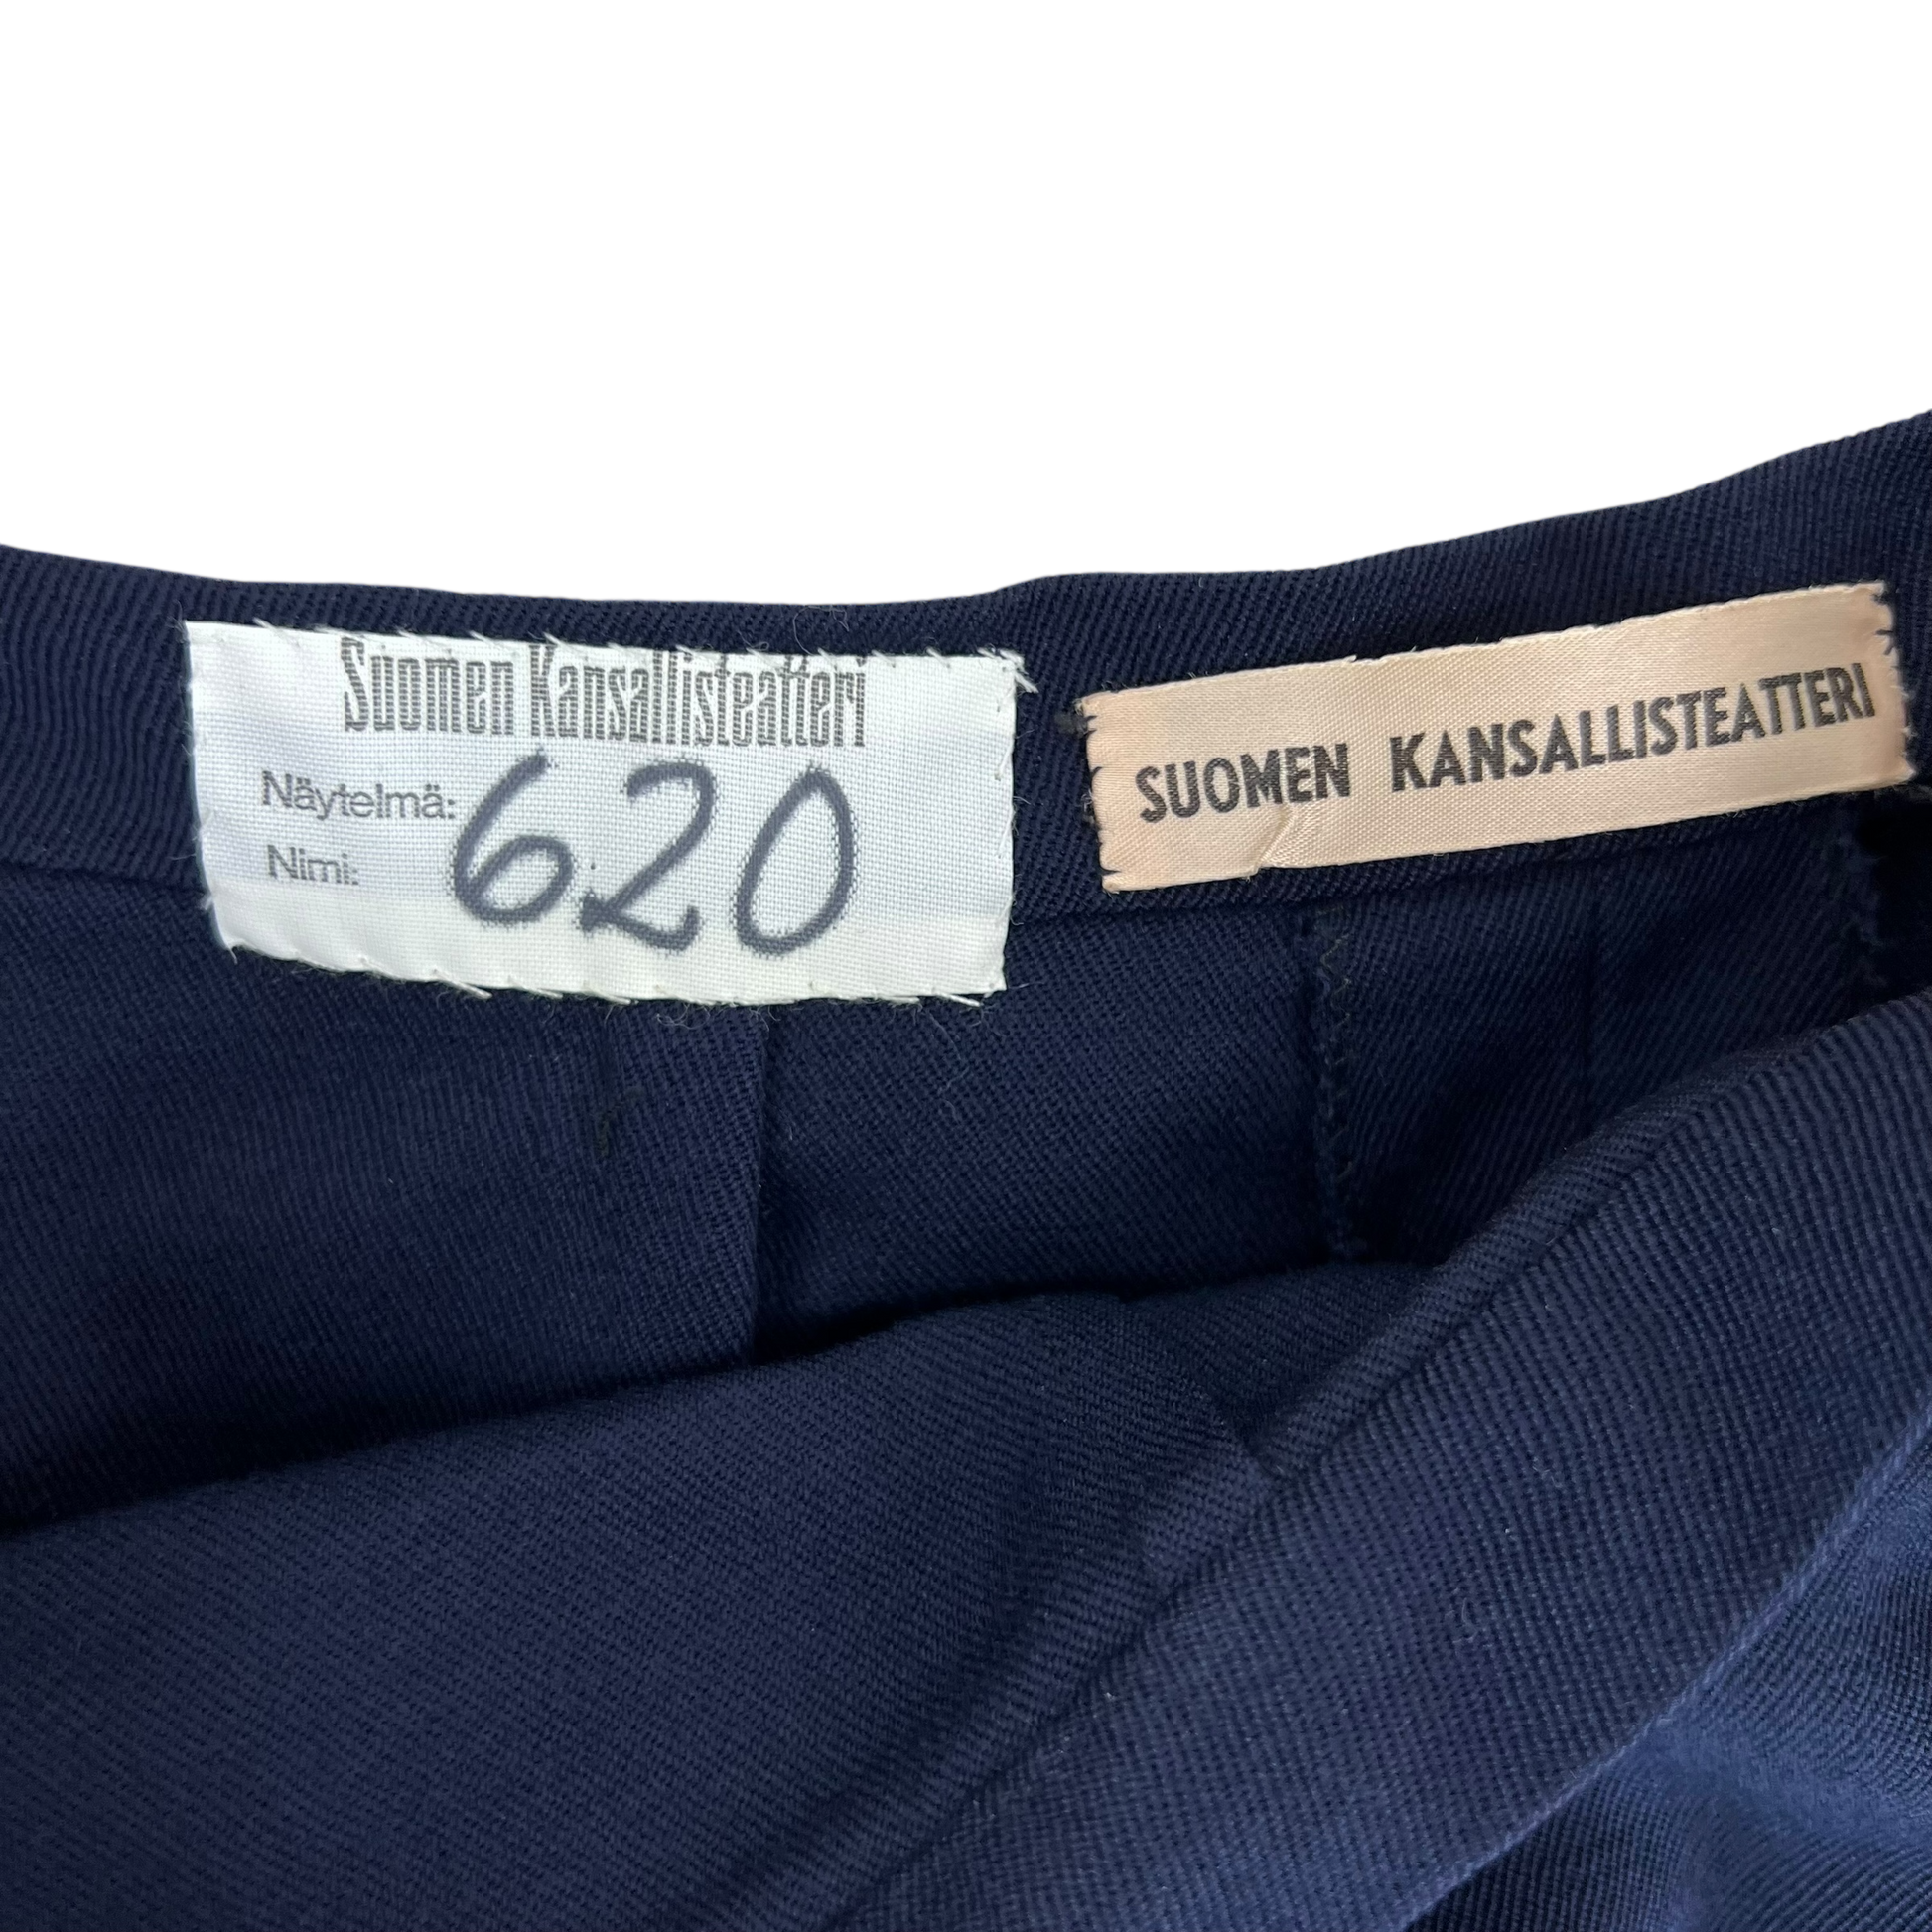 Suomen Kansallisteatteri
Näytelmä: 620
Nimi:
SUOMEN KANSALLISTEATTERI